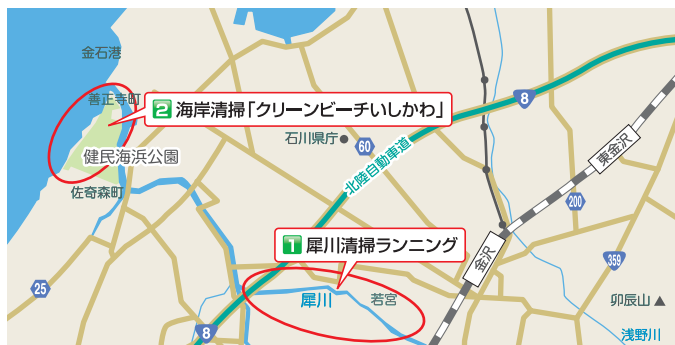 金石港
善正寺町
2 海岸清掃「クリーンビーチいしかわ」
8
石川県庁
60
健民海浜公園
北陸自動車道
東金沢
佐奇森町
200
1 犀川清掃ランニング
金沢
359
25
犀川
若宮
卯辰山
8
浅野川